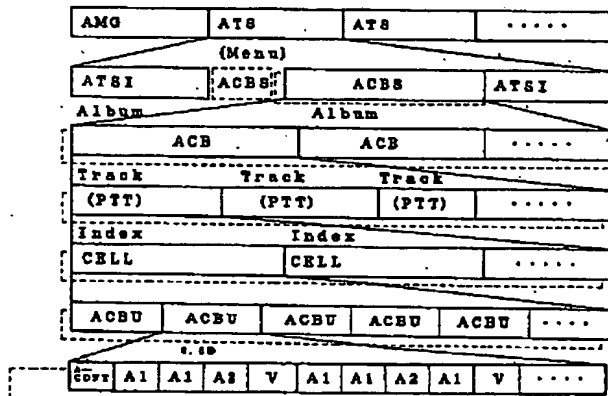 AMG ATS ATS .....
(Menu)
ATSI ACBS ACBS ATSI
Album Album
ACB ACB .....
Track Track Track
(PTT) (PTT) (PTT) .....
Index Index
CELL CELL .....
ACBU ACBU ACBU ACBU ACBU ....
A1 A1 A2 V A1 A1 A2 A1 V ....